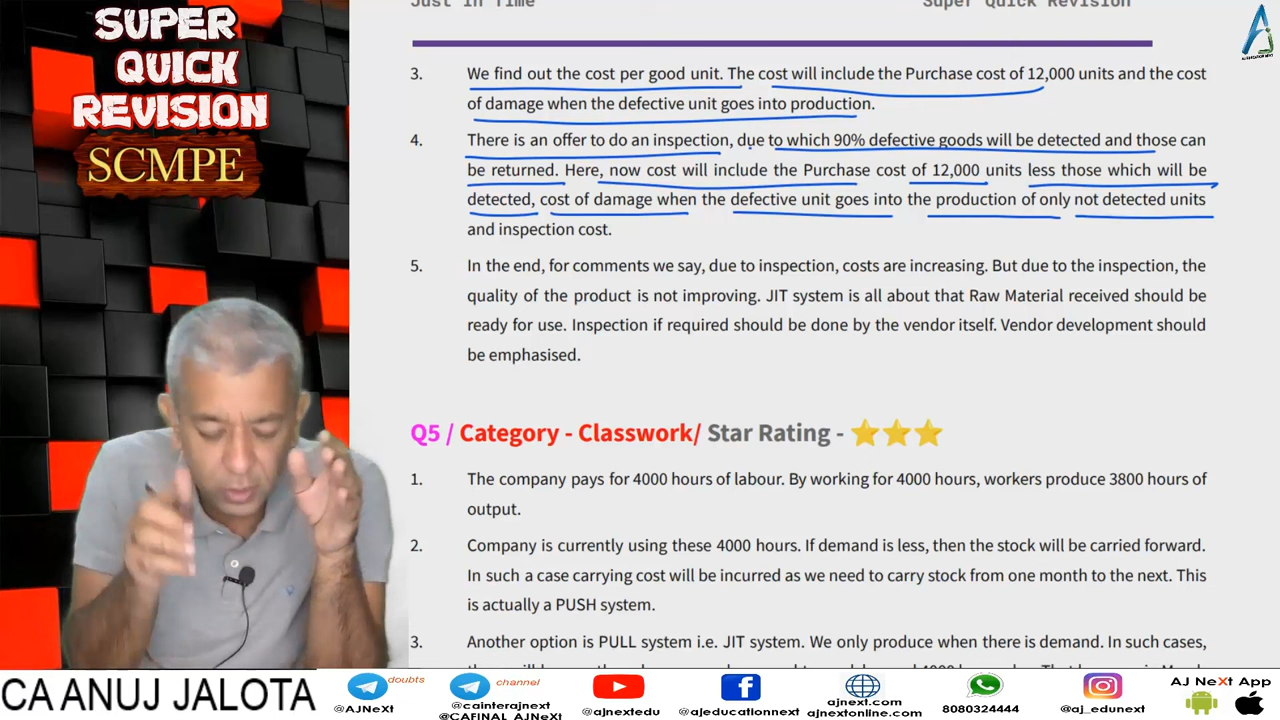 SUPER
QUICK
REVISION
SCMPE
Just In Time
Super Quick Revision
3. We find out the cost per good unit. The cost will include the Purchase cost of 12,000 units and the cost
of damage when the defective unit goes into production.
4. There is an offer to do an inspection, due to which 90% defective goods will be detected and those can
be returned. Here, now cost will include the Purchase cost of 12,000 units less those which will be
detected, cost of damage when the defective unit goes into the production of only not detected units
and inspection cost.
5. In the end, for comments we say, due to inspection, costs are increasing. But due to the inspection, the
quality of the product is not improving. JIT system is all about that Raw Material received should be
ready for use. Inspection if required should be done by the vendor itself. Vendor development should
be emphasised.
Q5 / Category - Classwork/ Star Rating -
1. The company pays for 4000 hours of labour. By working for 4000 hours, workers produce 3800 hours of
output.
2. Company is currently using these 4000 hours. If demand is less, then the stock will be carried forward.
In such a case carrying cost will be incurred as we need to carry stock from one month to the next. This
is actually a PUSH system.
3. Another option is PULL system i.e. JIT system. We only produce when there is demand. In such cases,
CA ANUJ JALOTA
doubts
@AJNeXt
channel
@cainterajnext
@CAFINAL_AJNeXt
@ajnextedu
@ajeducationnext
ajnext.com
ajnextonline.com
8080324444
@aj_edunext
AJ NeXt App